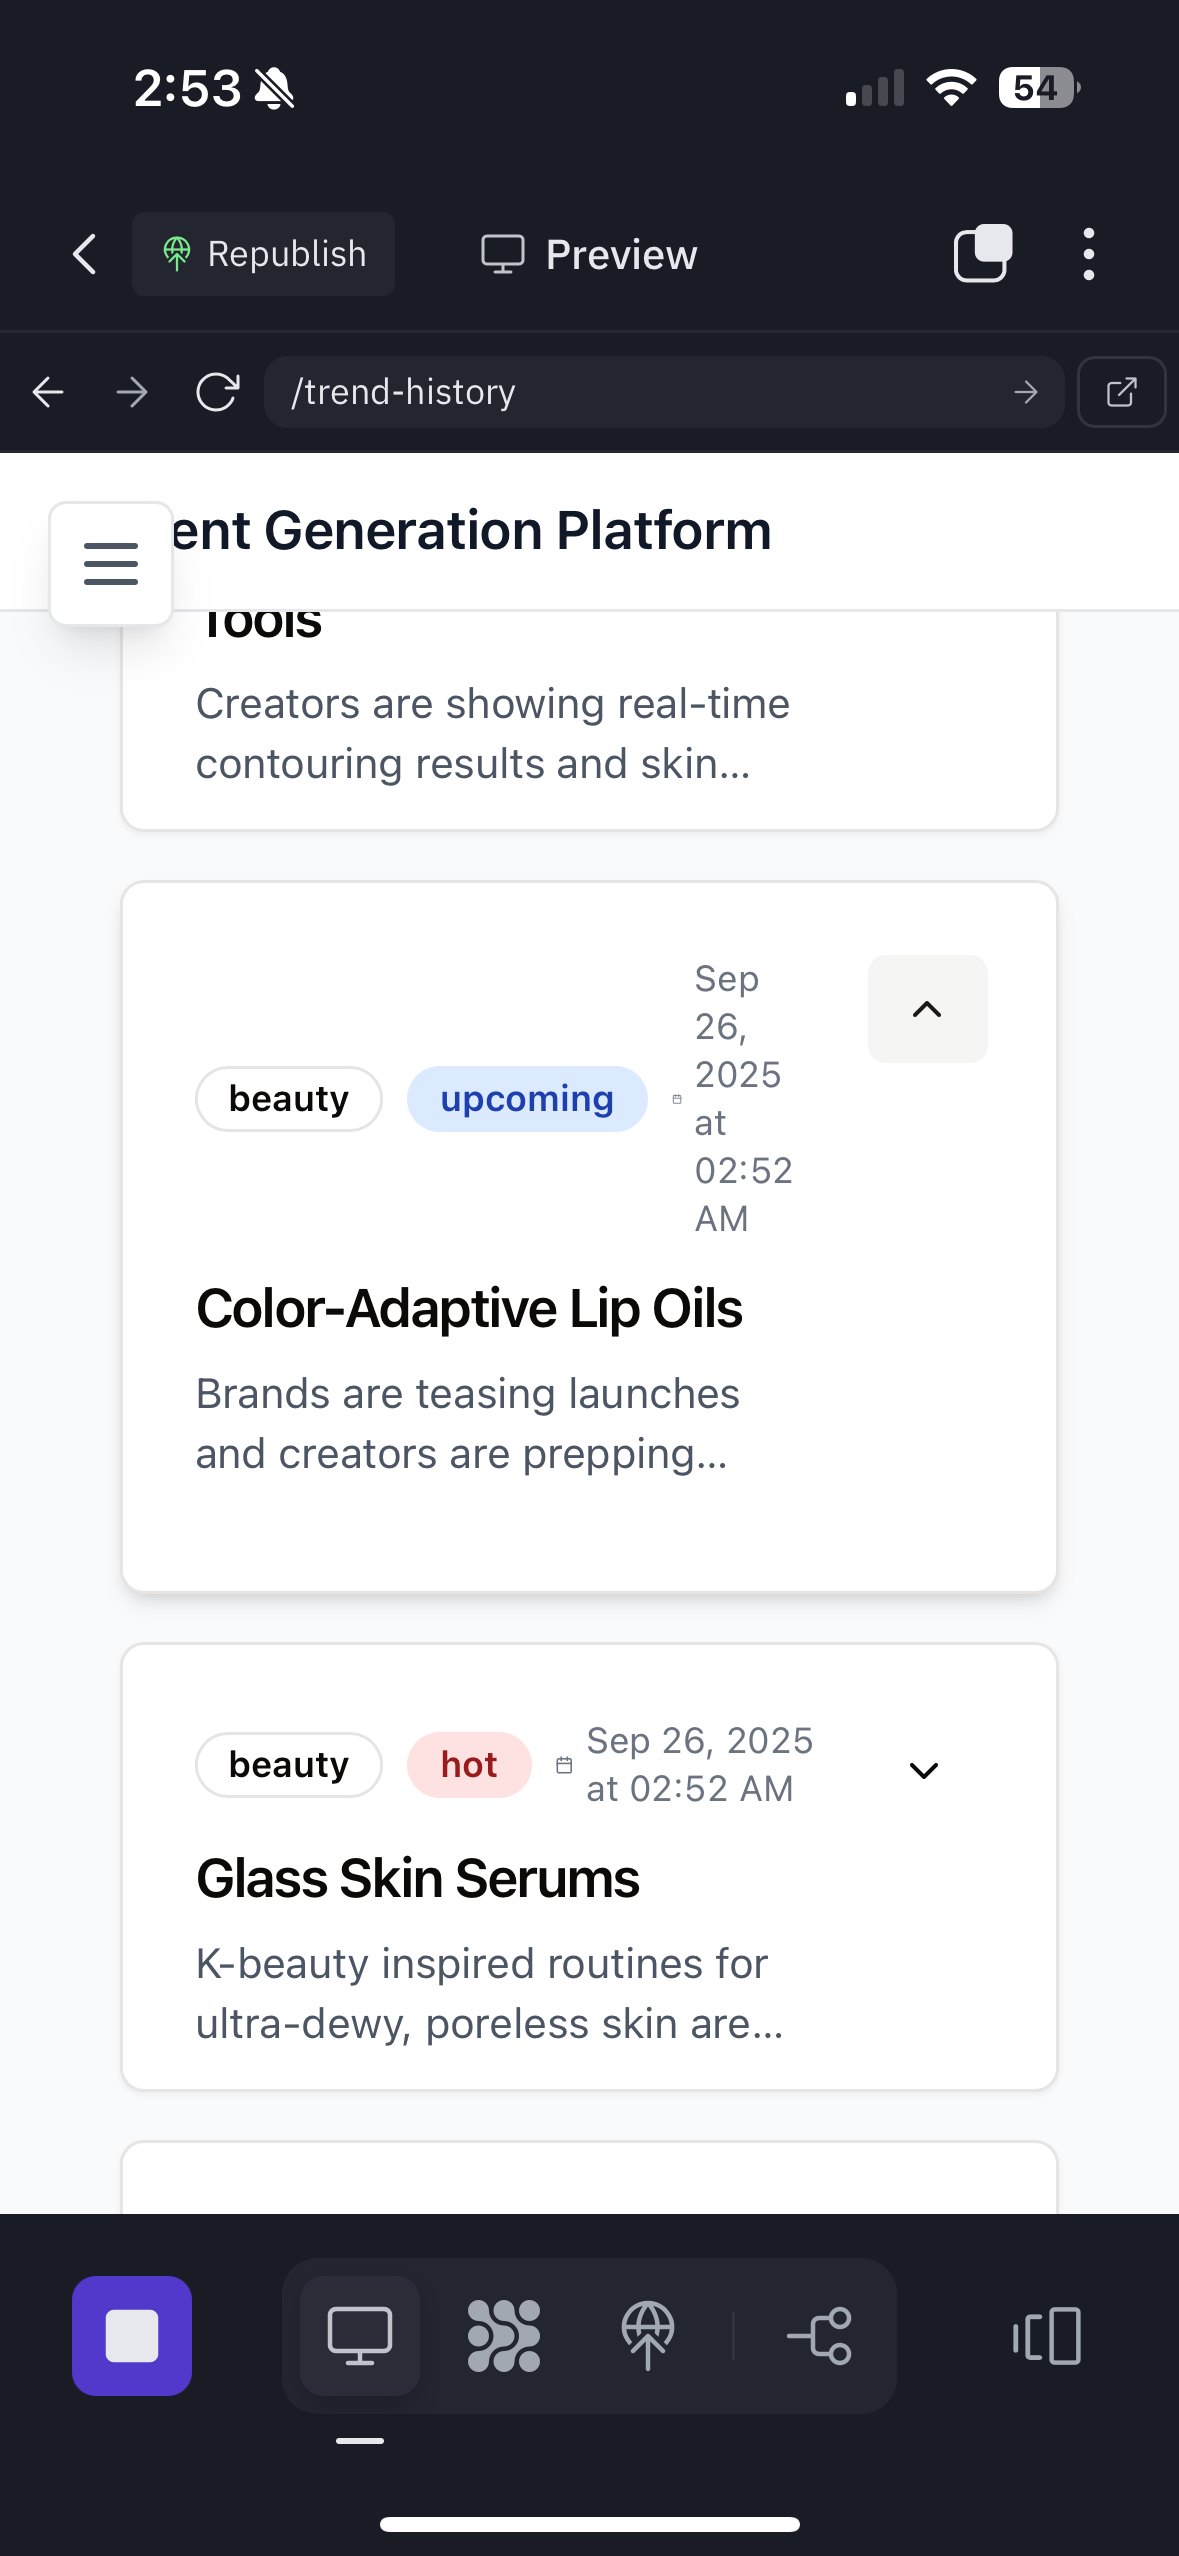 2:53
54
Republish
Preview
/trend-history
ent Generation Platform
Tools
Creators are showing real-time
contouring results and skin...
beauty
upcoming
Sep
26,
2025
at
02:52
AM
Color-Adaptive Lip Oils
Brands are teasing launches
and creators are prepping...
beauty
hot
Sep 26, 2025
at 02:52 AM
Glass Skin Serums
K-beauty inspired routines for
ultra-dewy, poreless skin are...